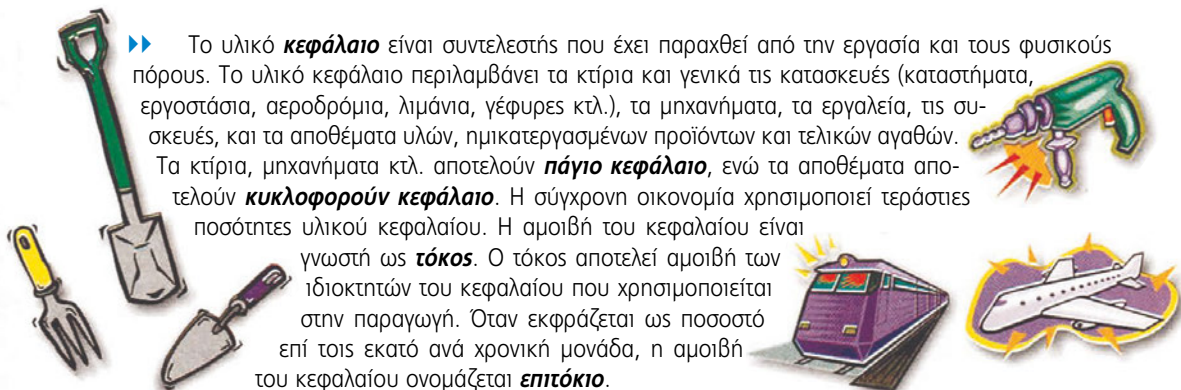 Το υλικό κεφάλαιο είναι συντελεστής που έχει παραχθεί από την εργασία και τους φυσικούς
πόρους. Το υλικό κεφάλαιο περιλαμβάνει τα κτίρια και γενικά τις κατασκευές (καταστήματα,
εργοστάσια, αεροδρόμια, λιμάνια, γέφυρες κτλ.), τα μηχανήματα, τα εργαλεία, τις συ-
σκευές, και τα αποθέματα υλών, ημικατεργασμένων προϊόντων και τελικών αγαθών.
Τα κτίρια, μηχανήματα κτλ. αποτελούν πάγιο κεφάλαιο, ενώ τα αποθέματα απο-
τελούν κυκλοφορούν κεφάλαιο. Η σύγχρονη οικονομία χρησιμοποιεί τεράστιες
ποσότητες υλικού κεφαλαίου. Η αμοιβή του κεφαλαίου είναι
γνωστή ως τόκος. Ο τόκος αποτελεί αμοιβή των
ιδιοκτητών του κεφαλαίου που χρησιμοποιείται
στην παραγωγή. Όταν εκφράζεται ως ποσοστό
επί τοις εκατό ανά χρονική μονάδα, η αμοιβή
του κεφαλαίου ονομάζεται επιτόκιο.